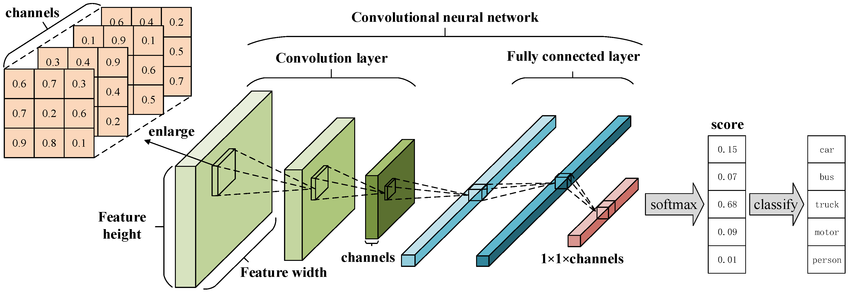 channels
0.6 0.4 0.2
0.1 0.9 0.1
0.5
0.3 0.4 0.9
0.6
0.7
0.6 0.7 0.3
0.4
0.5
0.7 0.2 0.6
0.2
0.9 0.8 0.1
enlarge
Convolutional neural network
Convolution layer
Fully connected layer
Feature
height
Feature width
channels
1×1×channels
softmax
score
0.15
0.07
0.68
0.09
0.01
classify
car
bus
truck
motor
person